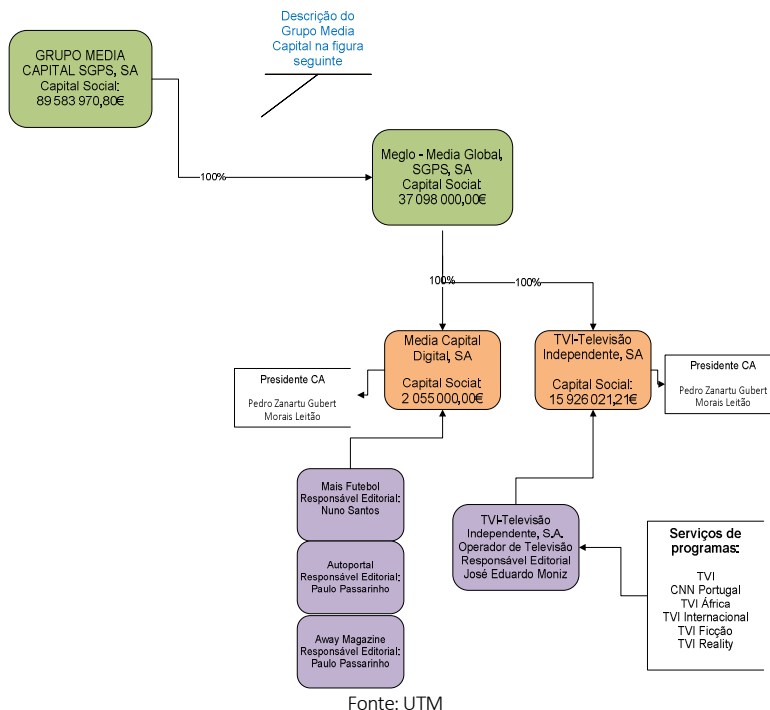 Descrição do
Grupo Media
Capital na figura
seguinte
GRUPO MEDIA
CAPITAL SGPS, SA
Capital Social:
89 583 970,80€
100%
Meglo - Media Global,
SGPS, SA
Capital Social:
37 098 000,00€
100%
100%
Media Capital
Digital, SA
Capital Social:
2 055 000,00€
TVI-Televisão
Independente, SA
Capital Social:
15 926 021,21€
Presidente CA
Pedro Zanartu Gubert
Morais Leitão
Presidente CA
Pedro Zanartu Gubert
Morais Leitão
Mais Futebol
Responsável Editorial:
Nuno Santos
Autoportal
Responsável Editorial:
Paulo Passarinho
Away Magazine
Responsável Editorial:
Paulo Passarinho
TVI-Televisão
Independente, S.A.
Operador de Televisão
Responsável Editorial
José Eduardo Moniz
Serviços de
programas:
TVI
CNN Portugal
TVI África
TVI Internacional
TVI Ficção
TVI Reality
Fonte: UTM